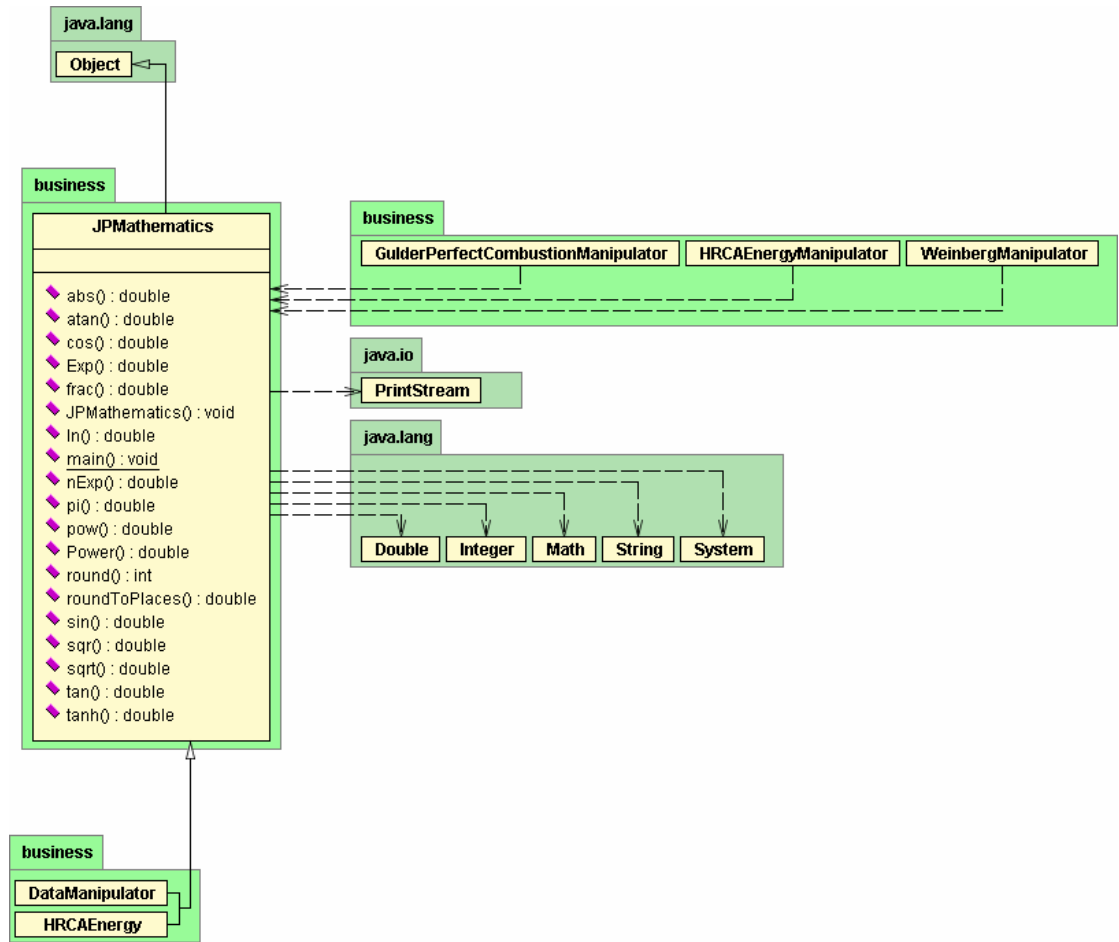 java.lang
Object
business
JPMathematics
abs() : double
atan() : double
cos() : double
Exp() : double
frac() : double
JPMathematics() : void
ln() : double
main() : void
nExp() : double
pi() : double
pow() : double
Power() : double
round() : int
roundToPlaces() : double
sin() : double
sqr() : double
sqrt() : double
tan() : double
tanh() : double
business
GulderPerfectCombustionManipulator HRCAEnergyManipulator WeinbergManipulator
java.io
PrintStream
java.lang
Double Integer Math String System
business
DataManipulator
HRCAEnergy